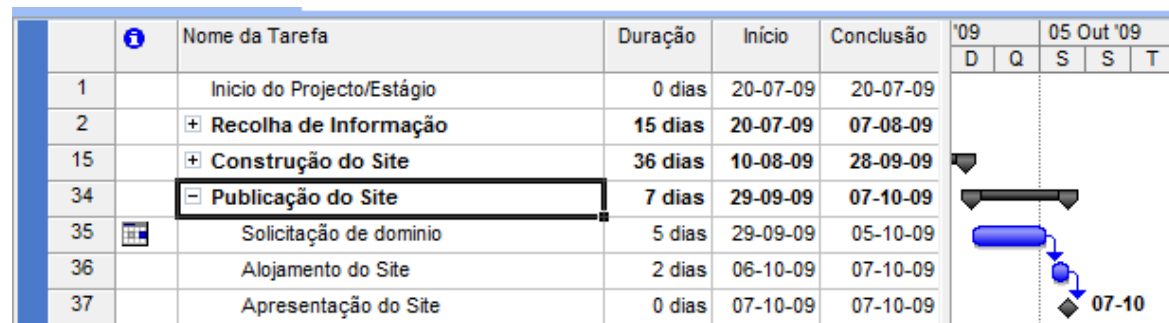 Nome da Tarefa Duração Início Conclusão '09 05 Out '09
D Q S S T
1 Inicio do Projecto/Estágio 0 dias 20-07-09 20-07-09
2 Recolha de Informação 15 dias 20-07-09 07-08-09
15 Construção do Site 36 dias 10-08-09 28-09-09
34 Publicação do Site 7 dias 29-09-09 07-10-09
35 Solicitação de dominio 5 dias 29-09-09 05-10-09
36 Alojamento do Site 2 dias 06-10-09 07-10-09
37 Apresentação do Site 0 dias 07-10-09 07-10-09 07-10